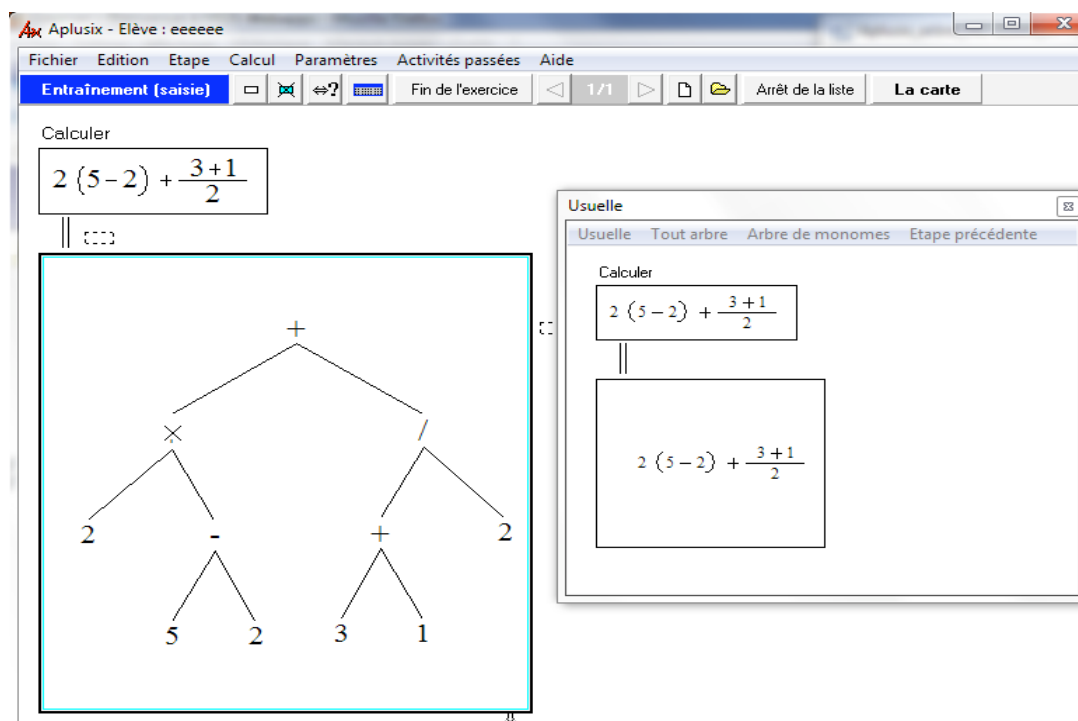 Aplusix - Elève : eeeeee
Fichier Edition Etape Calcul Paramètres Activités passées Aide
Entraînement (saisie) ⇔? Fin de l'exercice 1/1 Arrêt de la liste La carte
Calculer
2 (5-2) + \frac{3+1}{2}
||
+
× /
2 - + 2
5 2 3 1
Usuelle
Usuelle Tout arbre Arbre de monomes Etape précédente
Calculer
2 (5-2) + \frac{3+1}{2}
||
2 (5-2) + \frac{3+1}{2}